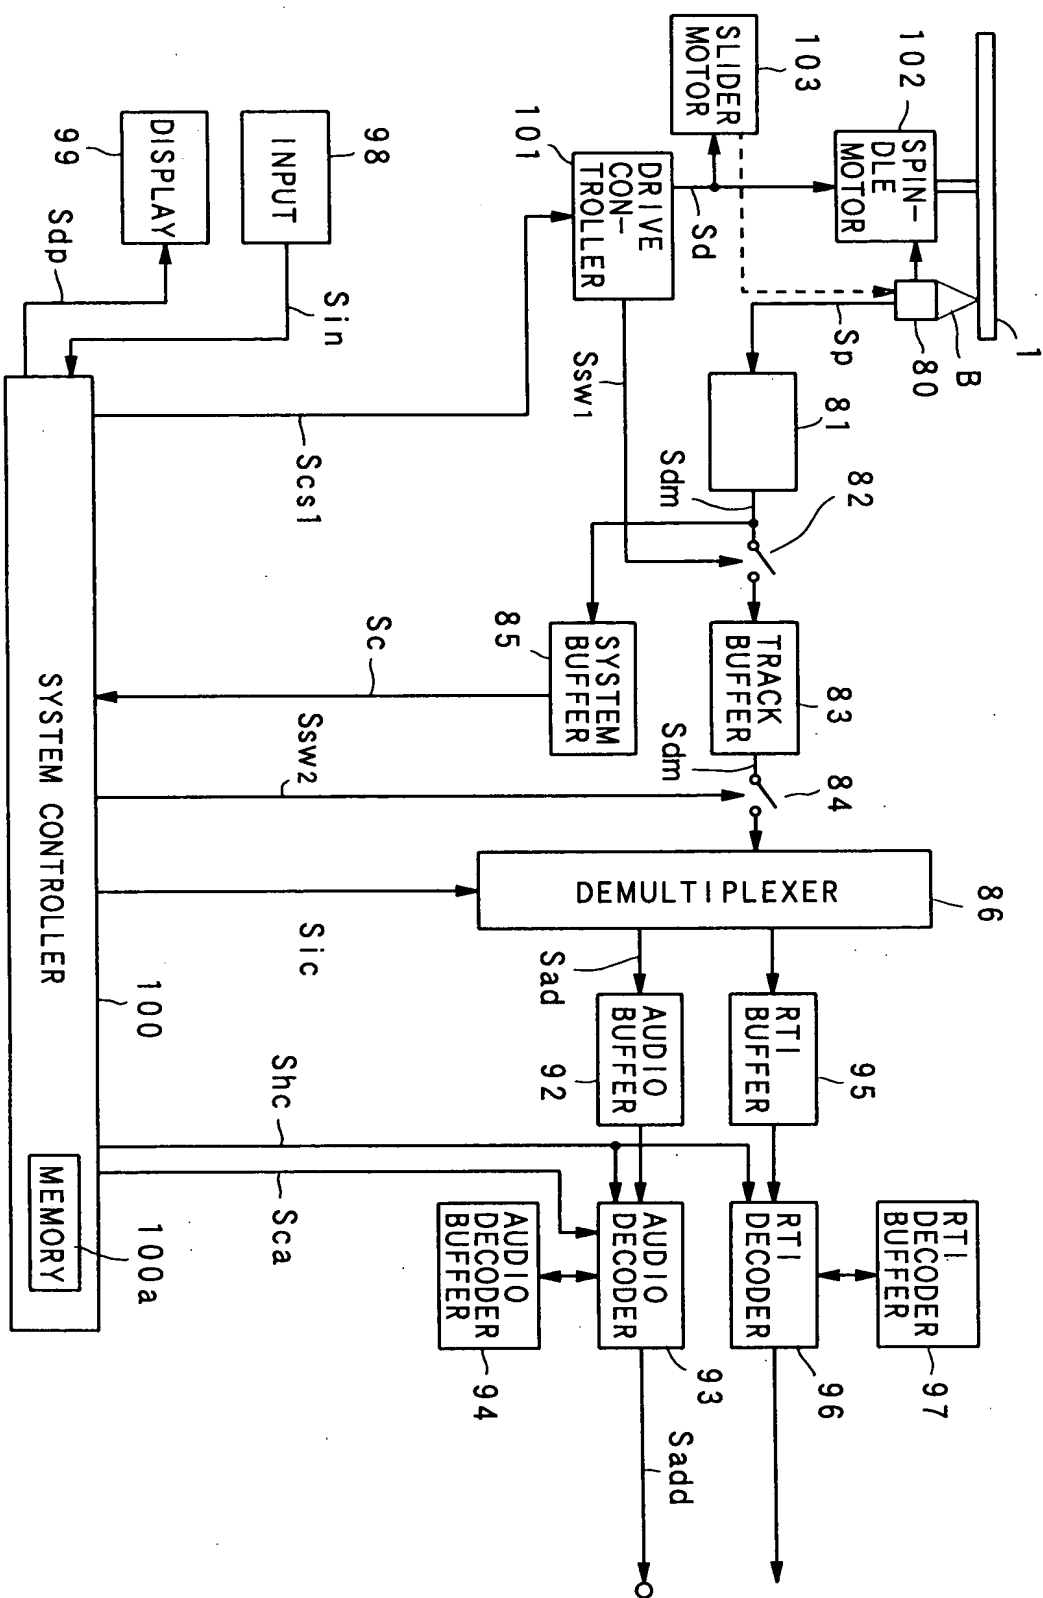 1
102
SPIN-
DLE
MOTOR
B
80
103
SLIDER
MOTOR
Sd
Sp
101
DRIVE
CON-
TROLLER
Ssw1
81
Sdm
82
TRACK
BUFFER
83
Sdm
84
85
SYSTEM
BUFFER
DEMULTIPLEXER
86
Sad
RTI
BUFFER
95
AUDIO
BUFFER
92
RTI
DECODER
96
RTI
DECODER
BUFFER
97
AUDIO
DECODER
93
Sadd
AUDIO
DECODER
BUFFER
94
98
INPUT
99
DISPLAY
Sin
Sdp
Scs1
Sc
Ssw2
Sic
Shc
Sca
SYSTEM CONTROLLER
100
MEMORY
100a